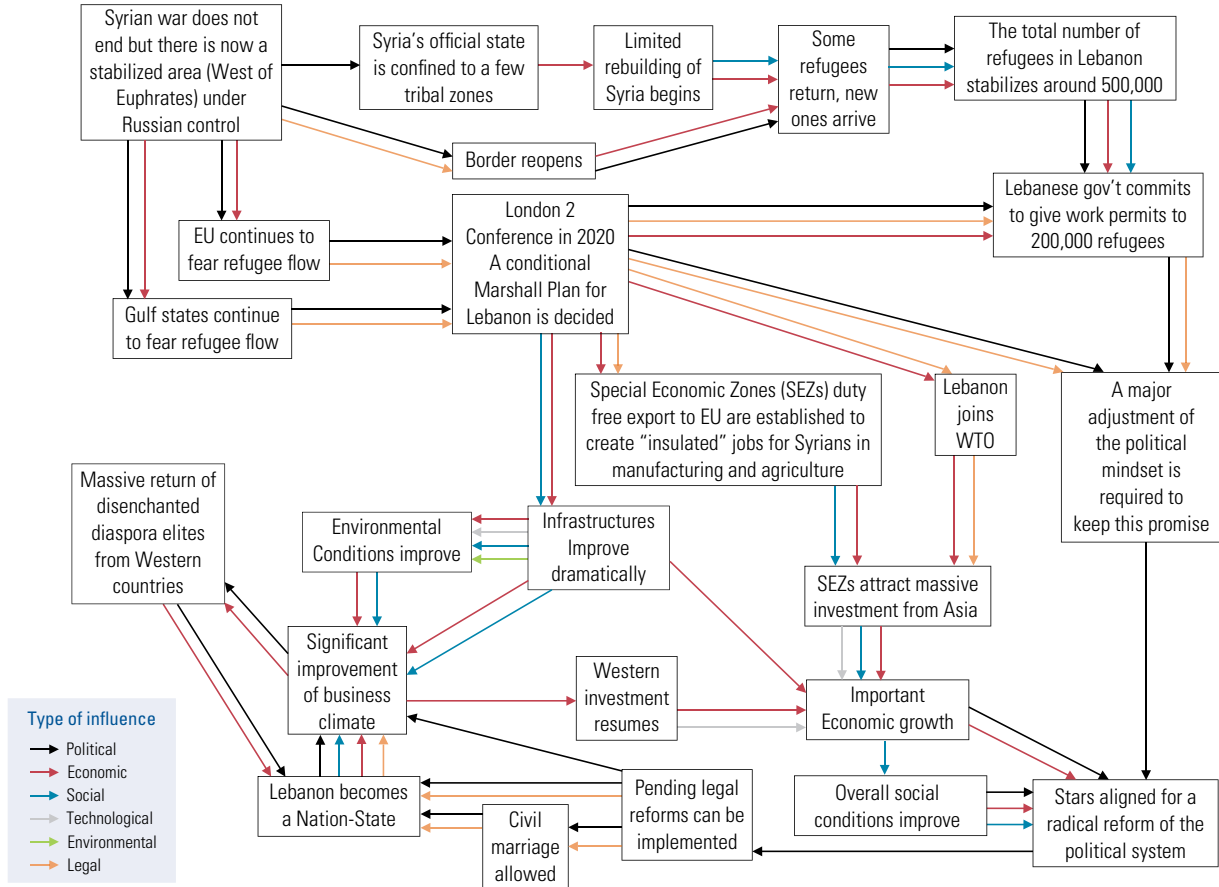 Syrian war does not
end but there is now a
stabilized area (West of
Euphrates) under
Russian control
Syria's official state
is confined to a few
tribal zones
Limited
rebuilding of
Syria begins
Some
refugees
return, new
ones arrive
The total number of
refugees in Lebanon
stabilizes around 500,000
Border reopens
Lebanese gov't commits
to give work permits to
200,000 refugees
EU continues to
fear refugee flow
London 2
Conference in 2020
A conditional
Marshall Plan for
Lebanon is decided
Gulf states continue
to fear refugee flow
Special Economic Zones (SEZs) duty
free export to EU are established to
create “insulated” jobs for Syrians in
manufacturing and agriculture
Lebanon
joins
WTO
A major
adjustment of
the political
mindset is
required to
keep this promise
Massive return of
disenchanted
diaspora elites
from Western
countries
Environmental
Conditions improve
Infrastructures
Improve
dramatically
SEZs attract massive
investment from Asia
Significant
improvement
of business
climate
Western
investment
resumes
Important
Economic growth
Type of influence
Political
Economic
Social
Technological
Environmental
Legal
Lebanon becomes
a Nation-State
Civil
marriage
allowed
Pending legal
reforms can be
implemented
Overall social
conditions improve
Stars aligned for a
radical reform of the
political system